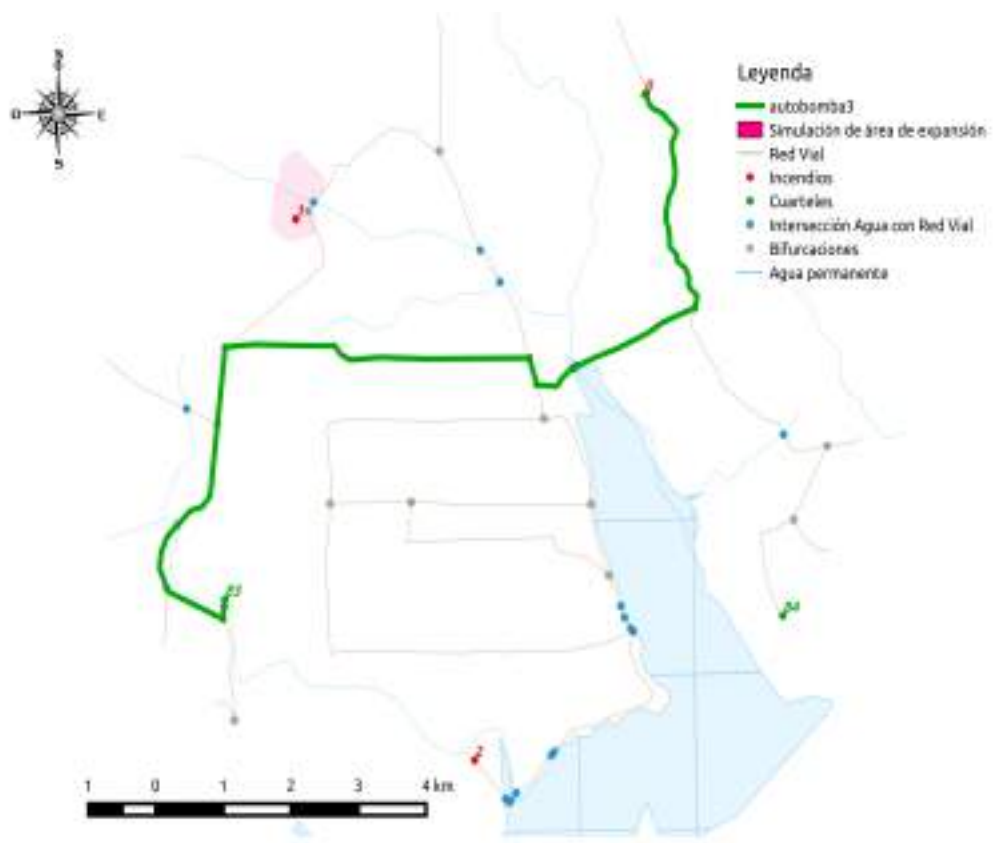 O
E
S
Leyenda
autobomba3
Simulación de área de expansión
Red Vial
Incendios
Cuarteles
Intersección Agua con Red Vial
Bifurcaciones
Agua permanente
2
1
0
1
2
3
4 km